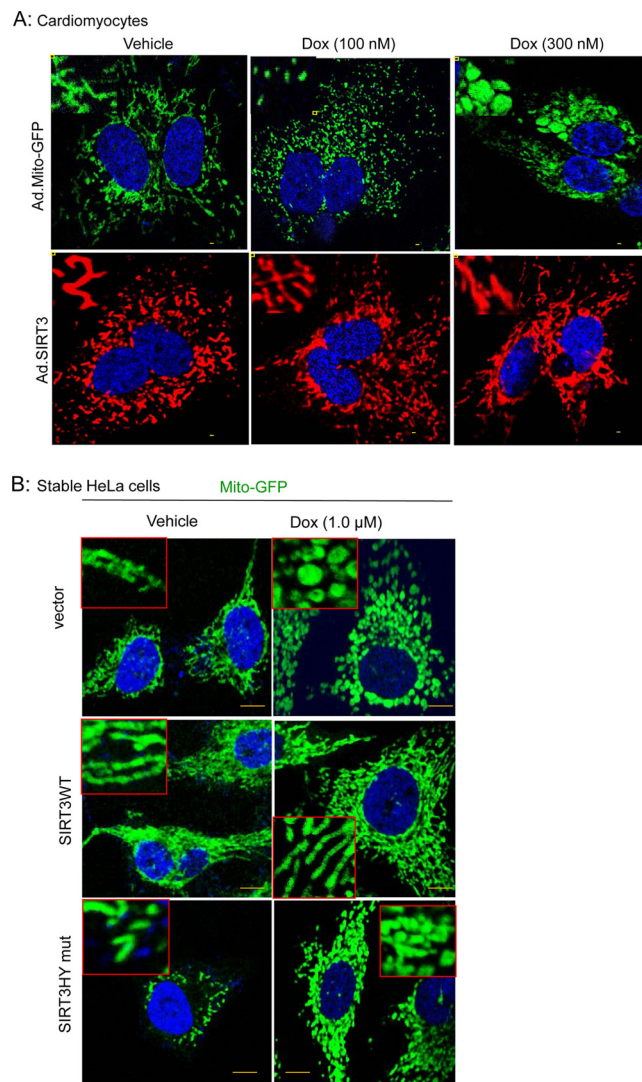 A: Cardiomyocytes
Vehicle Dox (100 nM) Dox (300 nM)
Ad.Mito-GFP
Ad.SIRT3
B: Stable HeLa cells Mito-GFP
Vehicle Dox (1.0 µM)
vector
SIRT3WT
SIRT3HY mut